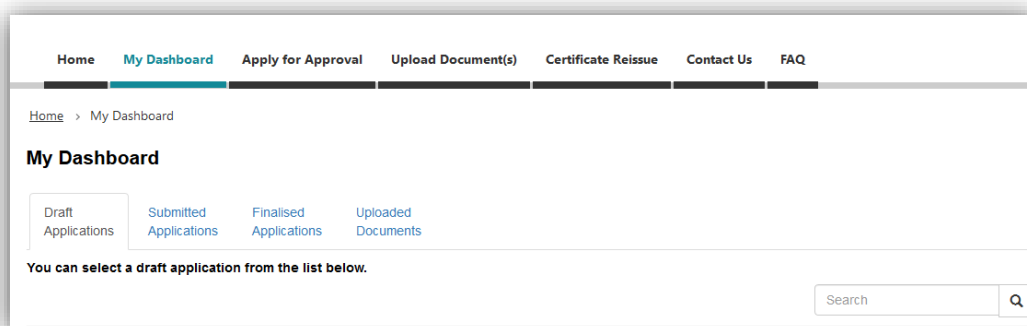 Home My Dashboard Apply for Approval Upload Document(s) Certificate Reissue Contact Us FAQ
Home > My Dashboard
My Dashboard
Draft Applications
Submitted Applications
Finalised Applications
Uploaded Documents
You can select a draft application from the list below.
Search